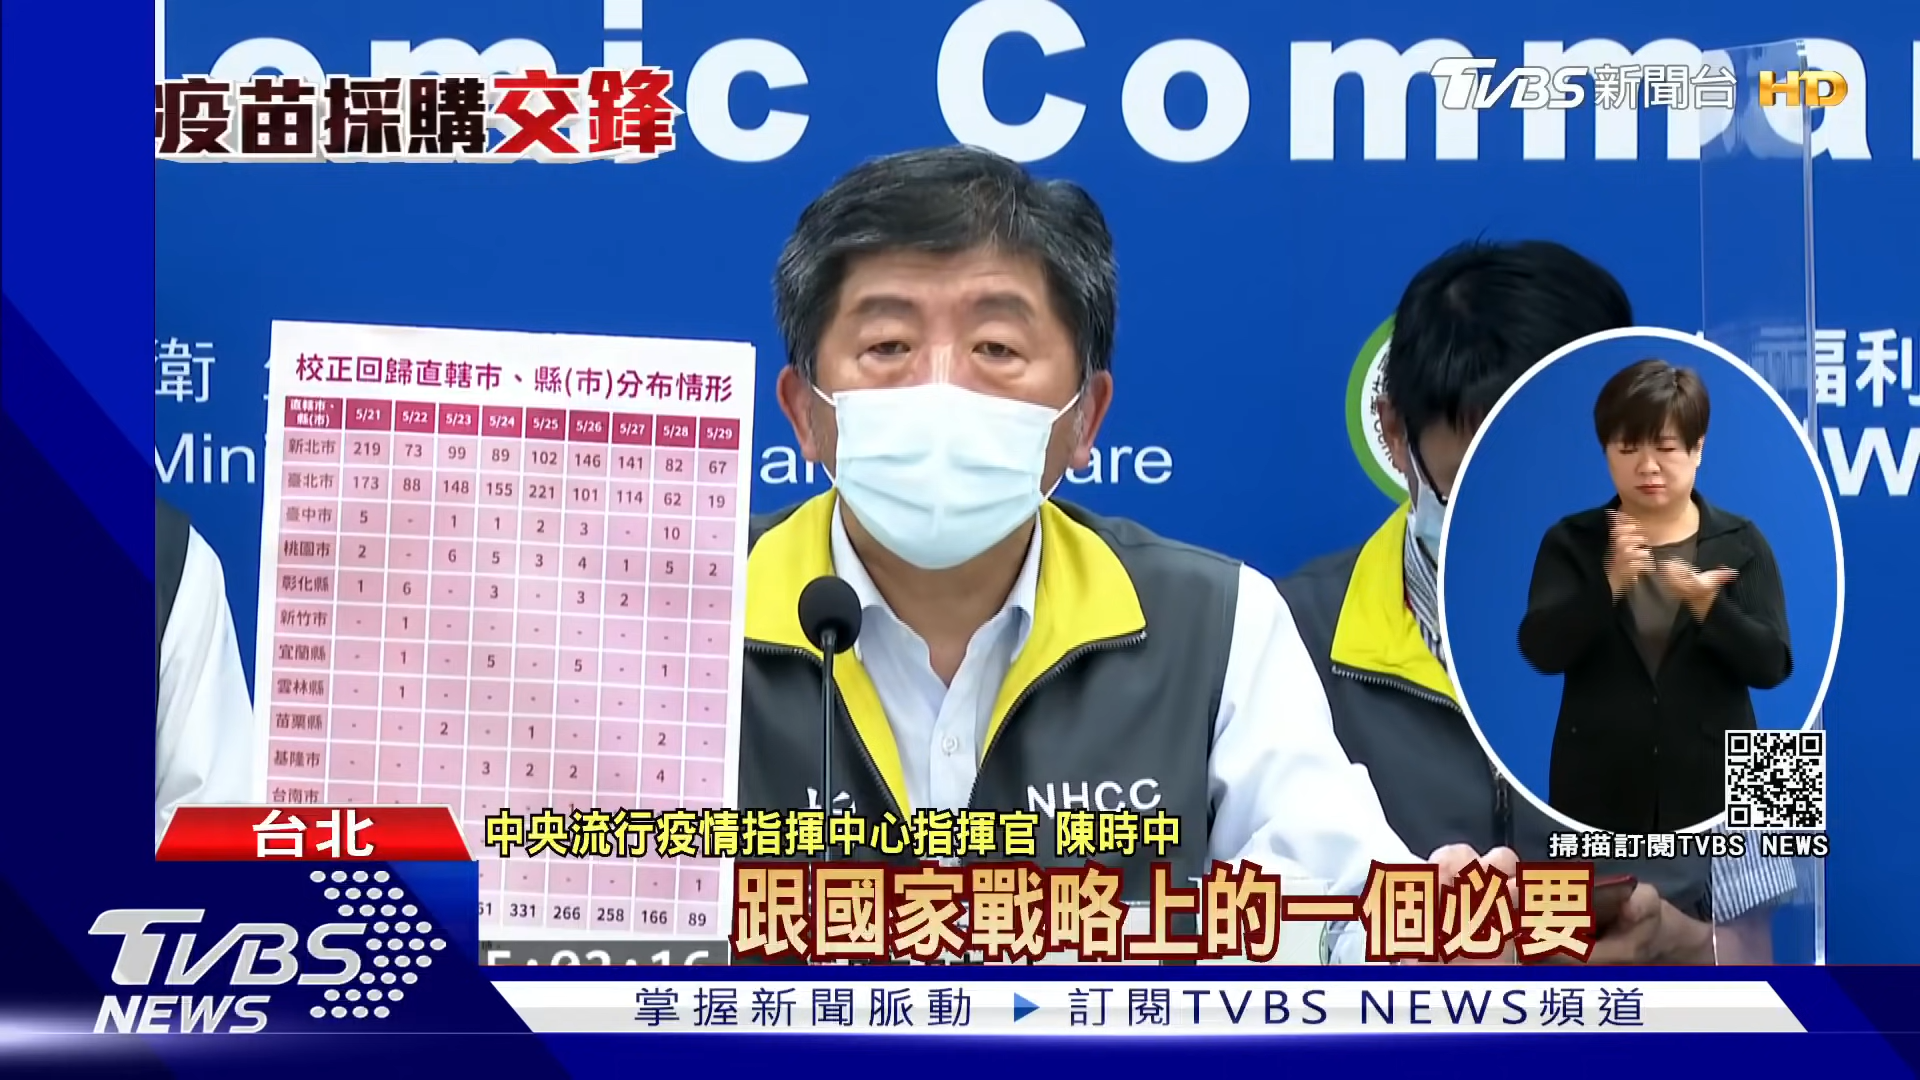 omic Comma
疫苗採購交鋒
TVBS新聞台 HD
衛
福利
Min
are
校正回歸直轄市、縣(市)分布情形
直轄市、縣(市) 5/21 5/22 5/23 5/24 5/25 5/26 5/27 5/28 5/29
新北市 219 73 99 89 102 146 141 82 67
臺北市 173 88 148 155 221 101 114 62 19
臺中市 5 - 1 1 2 3 - 10 -
桃園市 2 - 6 5 3 4 1 5 2
彰化縣 1 6 - 3 - 3 2 - -
新竹市 - 1 - - - - - - -
宜蘭縣 - 1 - 5 - 5 - 1 -
雲林縣 - 1 - - - - - - -
苗栗縣 - - 2 - 1 - - 2 -
基隆市 - - - 3 2 2 - 4 -
台南市
1
331 266 258 166 89
NHCC
台北
中央流行疫情指揮中心指揮官 陳時中
跟國家戰略上的一個必要
掃描訂閱TVBS NEWS
TVBS
NEWS
掌握新聞脈動 ▶ 訂閱TVBS NEWS頻道